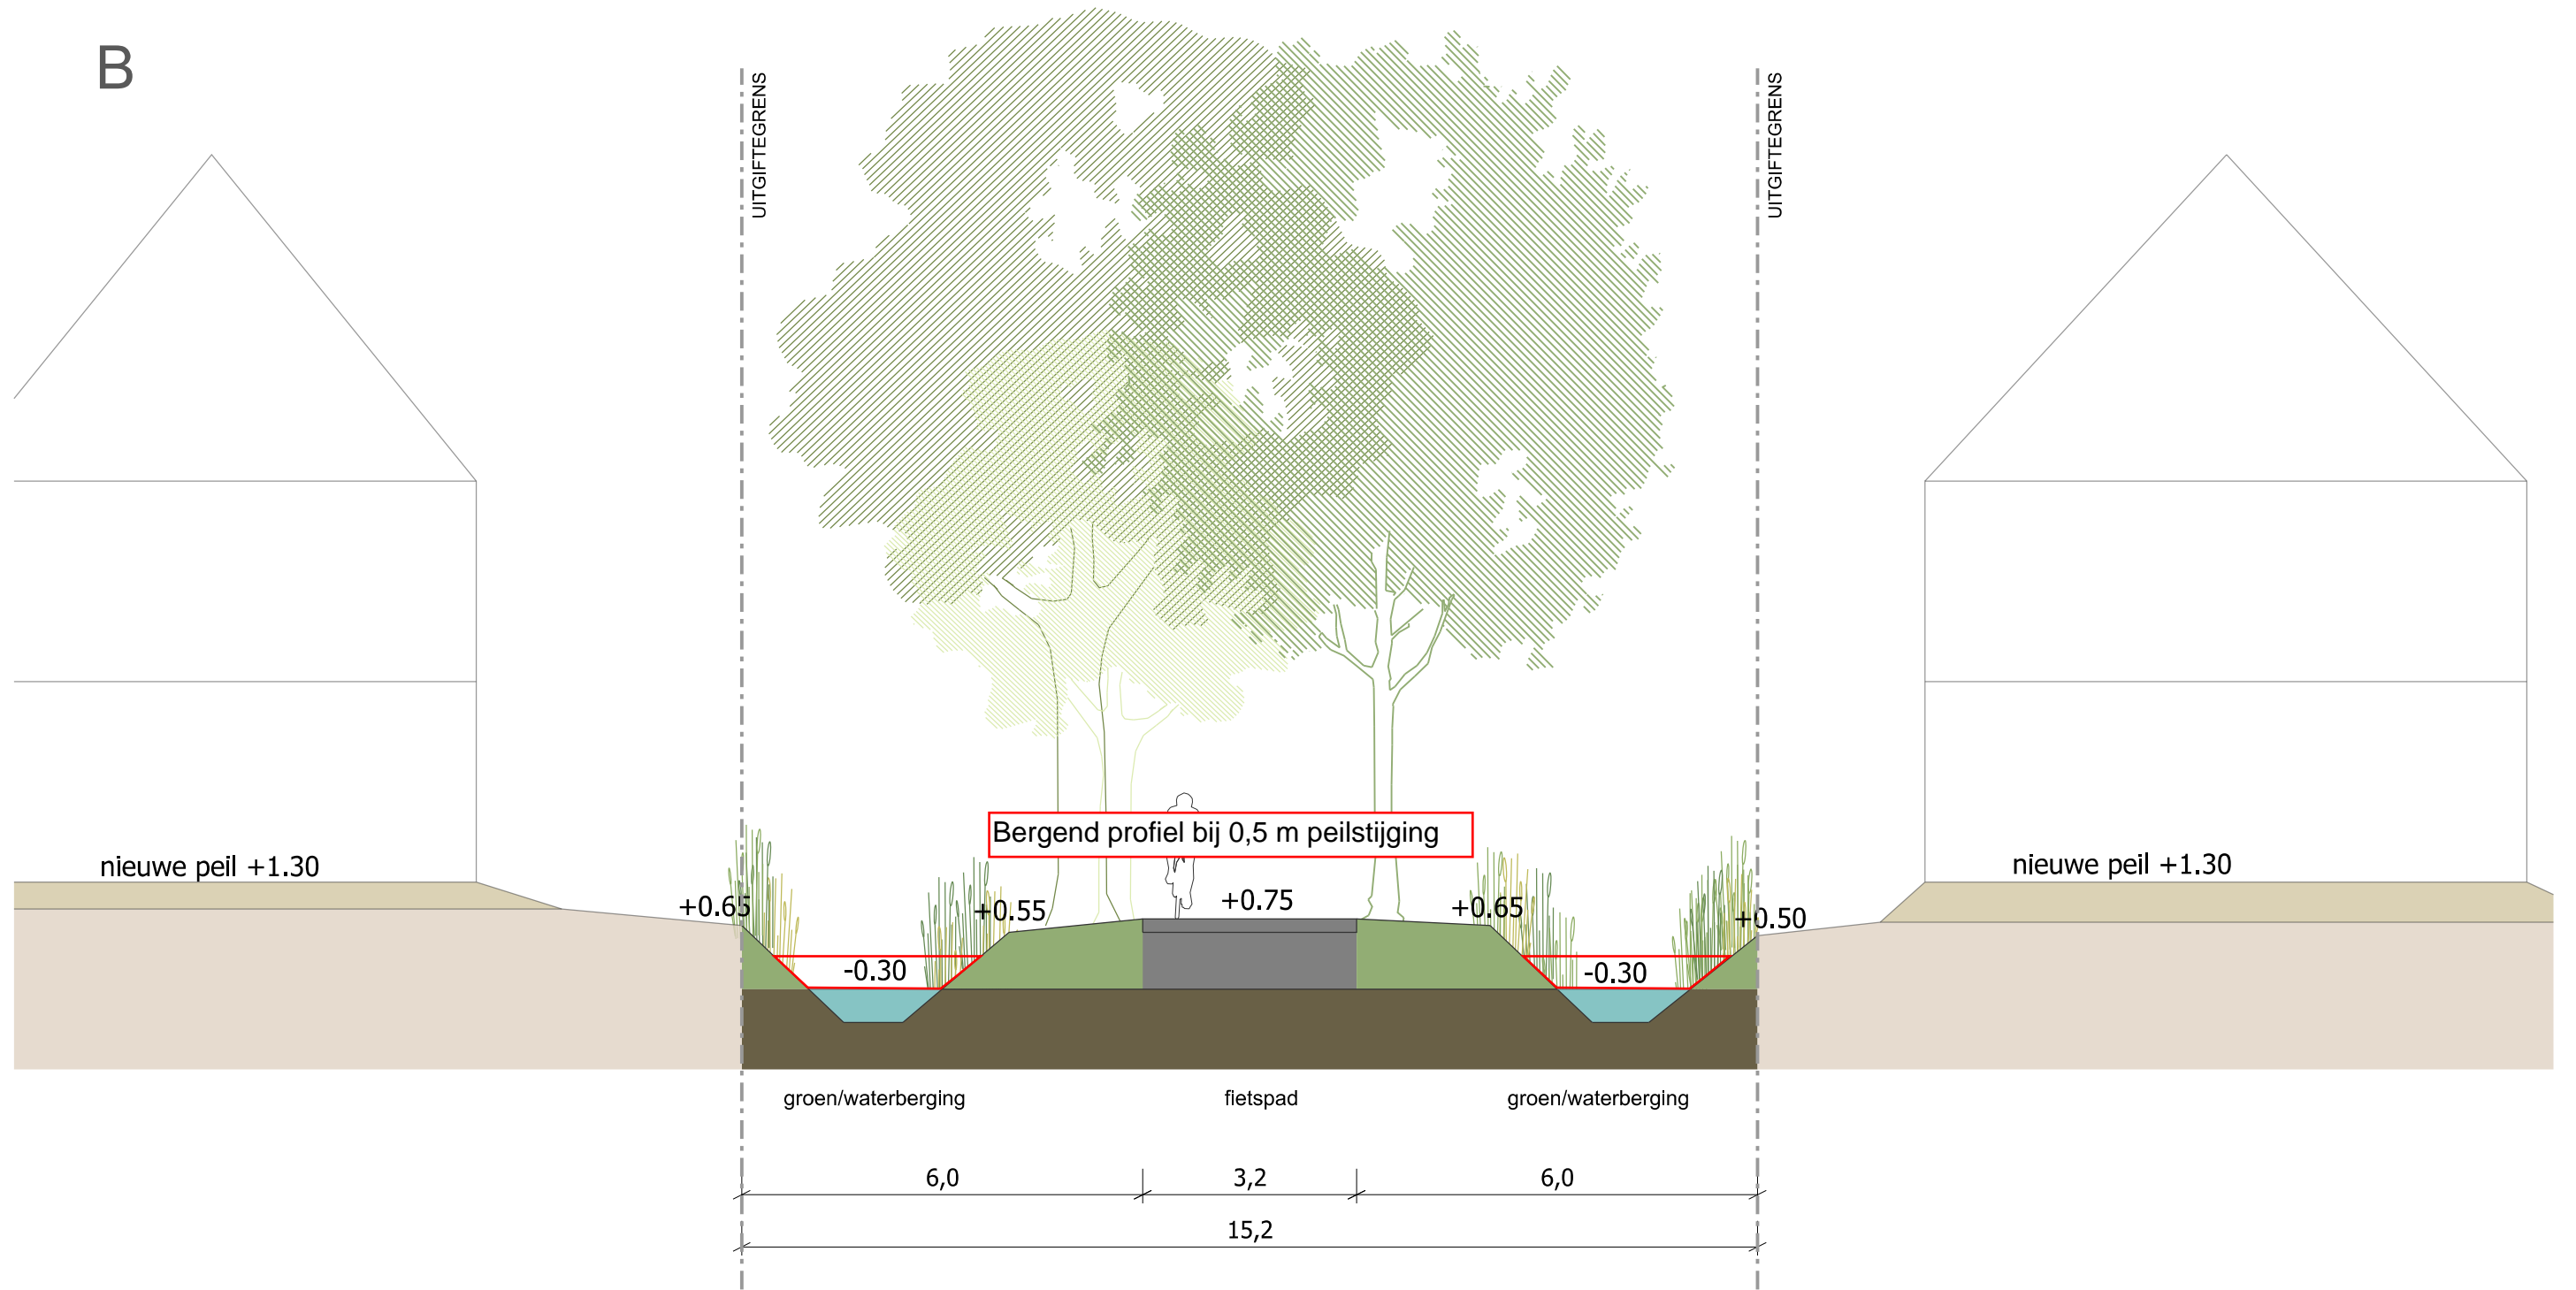 B
UITGIFTEGRENS
UITGIFTEGRENS
Bergend profiel bij 0,5 m peilstijging
nieuwe peil +1.30
nieuwe peil +1.30
+0.65
+0.55
+0.75
+0.65
+0.50
-0.30
-0.30
groen/waterberging
fietspad
groen/waterberging
6,0
3,2
6,0
15,2